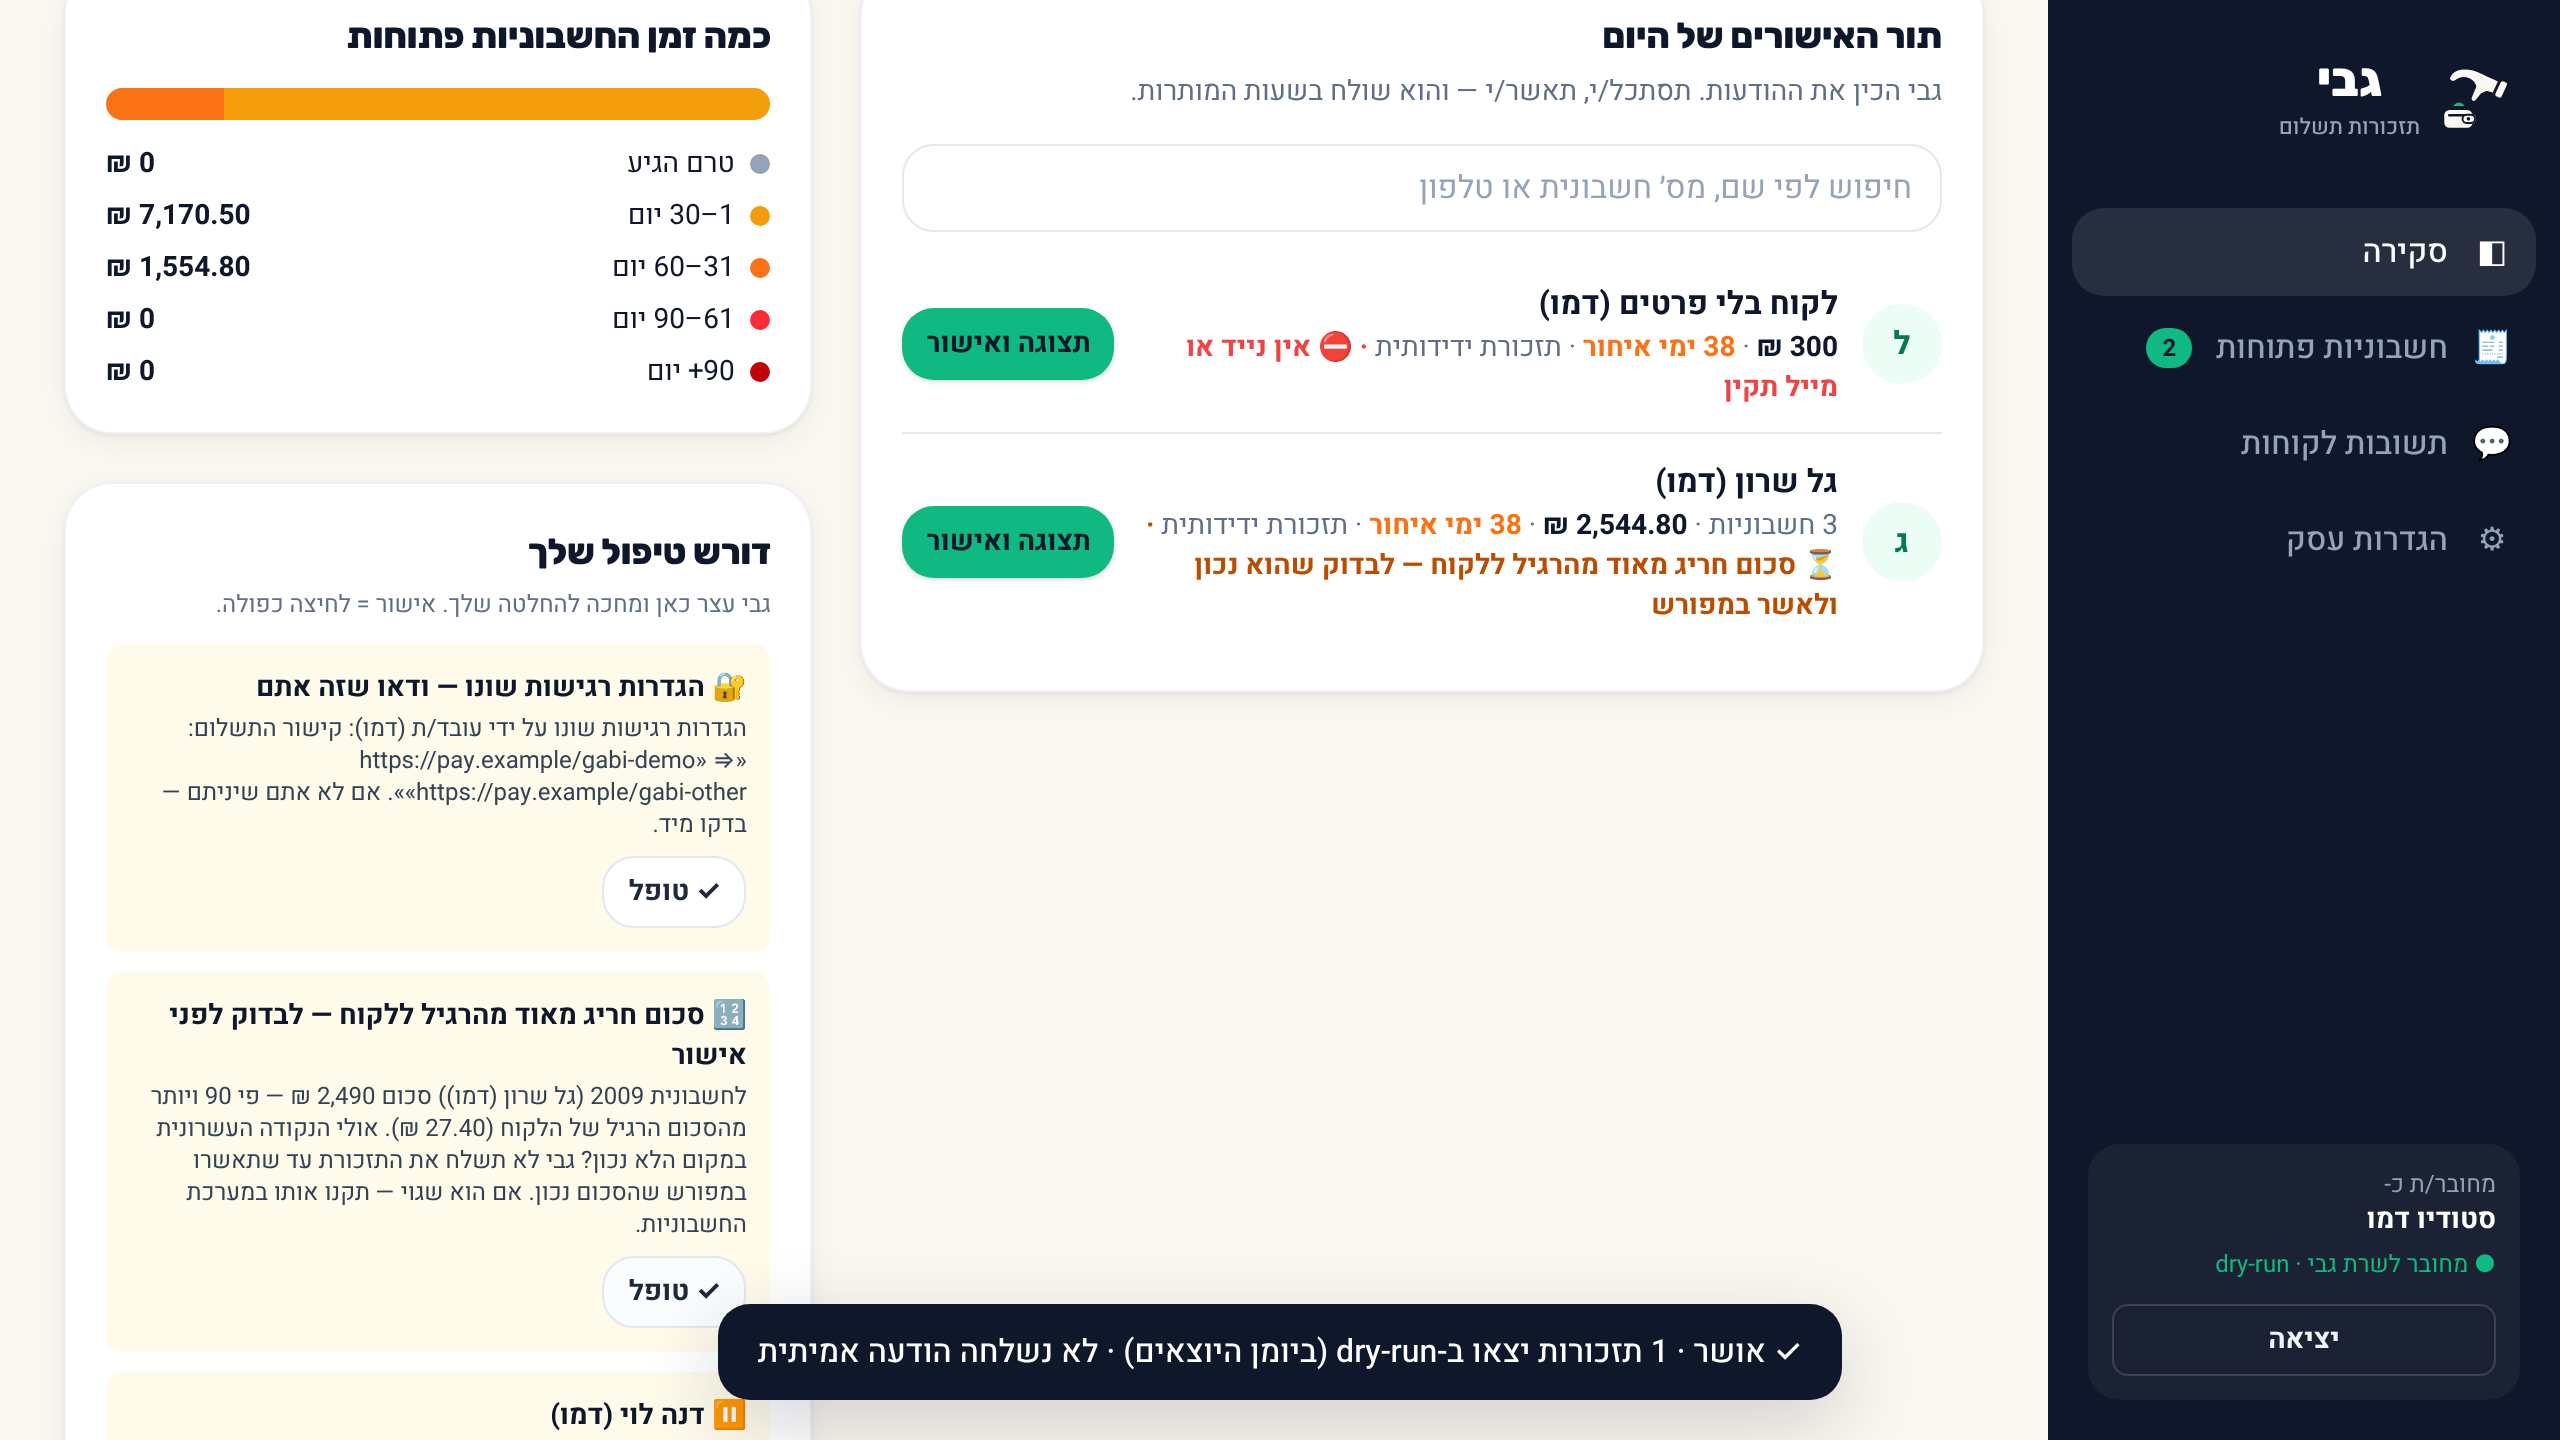 גבי
תזכורות תשלום
סקירה
חשבוניות פתוחות 2
תשובות לקוחות
הגדרות עסק
מחובר/ת כ-
סטודיו דמו
מחובר לשרת גבי · dry-run
יציאה
תור האישורים של היום
גבי הכין את ההודעות. תסתכל/י, תאשר/י — והוא שולח בשעות המותרות.
חיפוש לפי שם, מס׳ חשבונית או טלפון
ל
לקוח בלי פרטים (דמו)
300 ₪ · 38 ימי איחור · תזכורת ידידותית · ⛔ אין נייד או
מייל תקין
תצוגה ואישור
ג
גל שרון (דמו)
3 חשבוניות · 2,544.80 ₪ · 38 ימי איחור · תזכורת ידידותית ·
⏳ סכום חריג מאוד מהרגיל ללקוח — לבדוק שהוא נכון
ולאשר במפורש
תצוגה ואישור
כמה זמן החשבוניות פתוחות
טרם הגיע 0 ₪
1–30 יום 7,170.50 ₪
31–60 יום 1,554.80 ₪
61–90 יום 0 ₪
90+ יום 0 ₪
דורש טיפול שלך
גבי עצר כאן ומחכה להחלטה שלך. אישור = לחיצה כפולה.
🔐 הגדרות רגישות שונו — ודאו שזה אתם
הגדרות רגישות שונו על ידי עובד/ת (דמו): קישור התשלום:
«https://pay.example/gabi-demo» ⇒
«https://pay.example/gabi-other». אם לא אתם שיניתם —
בדקו מיד.
✓ טופל
🔢 סכום חריג מאוד מהרגיל ללקוח — לבדוק לפני
אישור
לחשבונית 2009 (גל שרון (דמו)) סכום 2,490 ₪ — פי 90 ויותר
מהסכום הרגיל של הלקוח (27.40 ₪). אולי הנקודה העשרונית
במקום הלא נכון? גבי לא תשלח את התזכורת עד שתאשרו
במפורש שהסכום נכון. אם הוא שגוי — תקנו אותו במערכת
החשבוניות.
✓ טופל
⏸️ דנה לוי (דמו)
✓ אושר · 1 תזכורות יצאו ב-dry-run (ביומן היוצאים) · לא נשלחה הודעה אמיתית